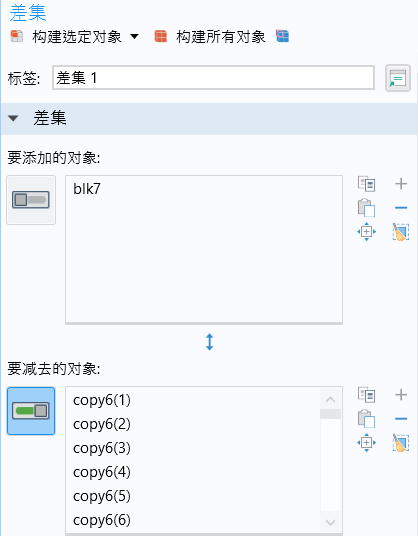 差集
构建选定对象 构建所有对象
标签: 差集 1
差集
要添加的对象:
blk7
要减去的对象:
copy6(1)
copy6(2)
copy6(3)
copy6(4)
copy6(5)
copy6(6)